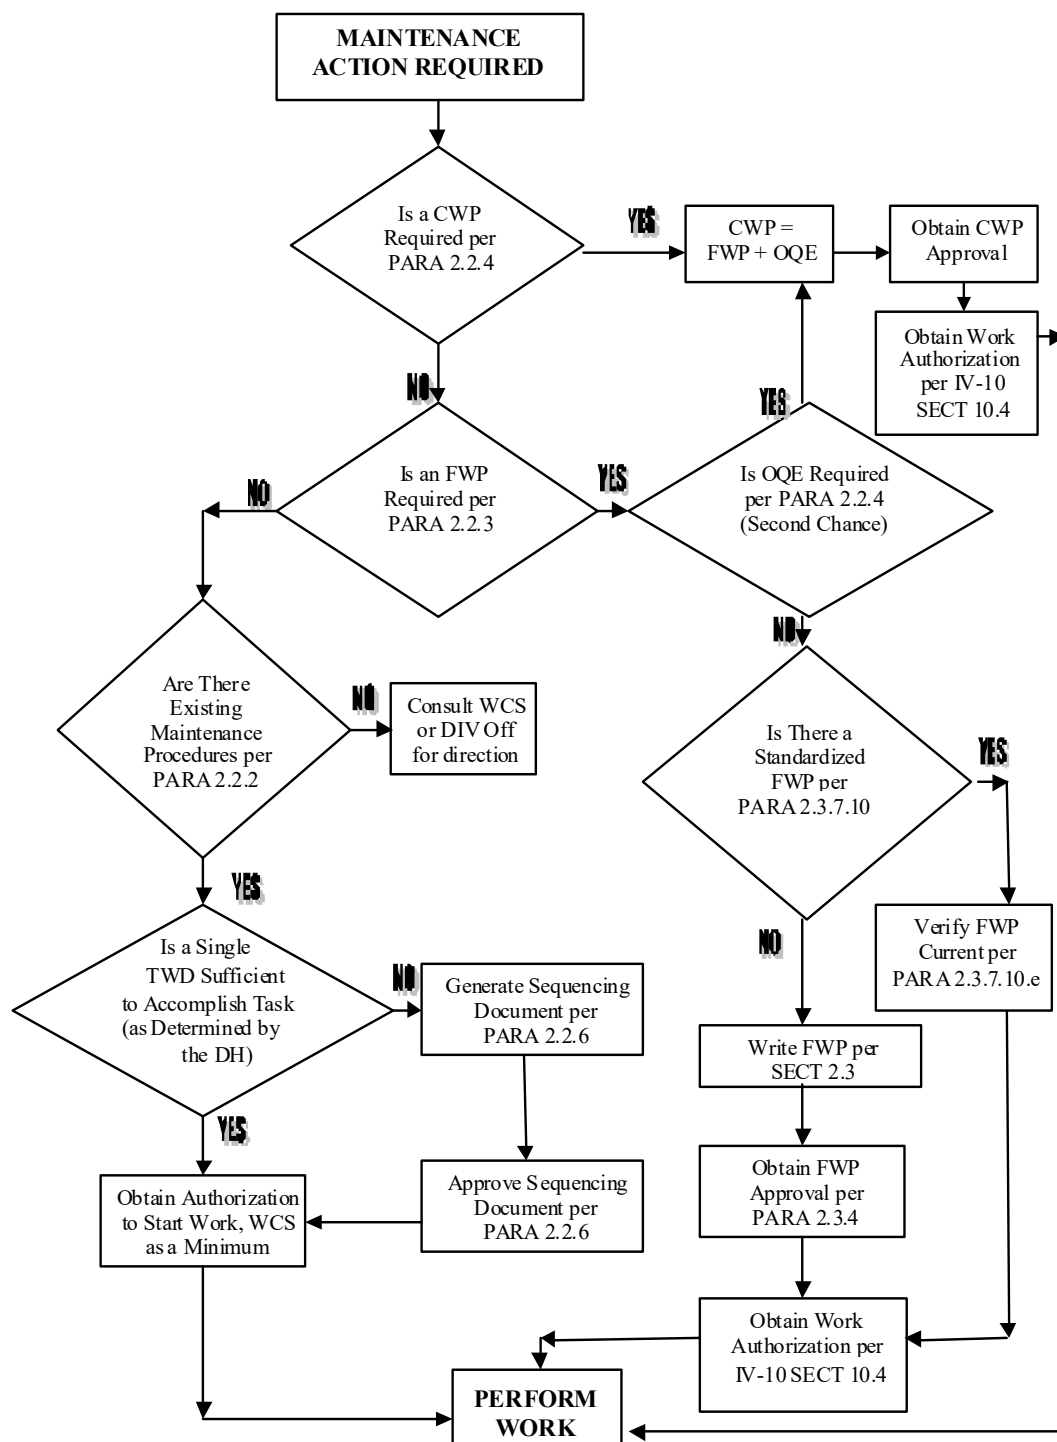 MAINTENANCE
ACTION REQUIRED
Is a CWP
Required per
PARA 2.2.4
YES
CWP =
FWP + OQE
Obtain CWP
Approval
Obtain Work
Authorization
per IV-10
SECT 10.4
NO
YES
Is an FWP
Required per
PARA 2.2.3
NO
YES
Is OQE Required
per PARA 2.2.4
(Second Chance)
NO
Are There
Existing
Maintenance
Procedures per
PARA 2.2.2
NO
Consult WCS
or DIV Off
for direction
Is There a
Standardized
FWP per
PARA 2.3.7.10
YES
YES
Is a Single
TWD Sufficient
to Accomplish Task
(as Determined by
the DH)
NO
Generate Sequencing
Document per
PARA 2.2.6
NO
Verify FWP
Current per
PARA 2.3.7.10.e
Write FWP per
SECT 2.3
YES
Obtain Authorization
to Start Work, WCS
as a Minimum
Approve Sequencing
Document per
PARA 2.2.6
Obtain FWP
Approval per
PARA 2.3.4
Obtain Work
Authorization per
IV-10 SECT 10.4
PERFORM
WORK